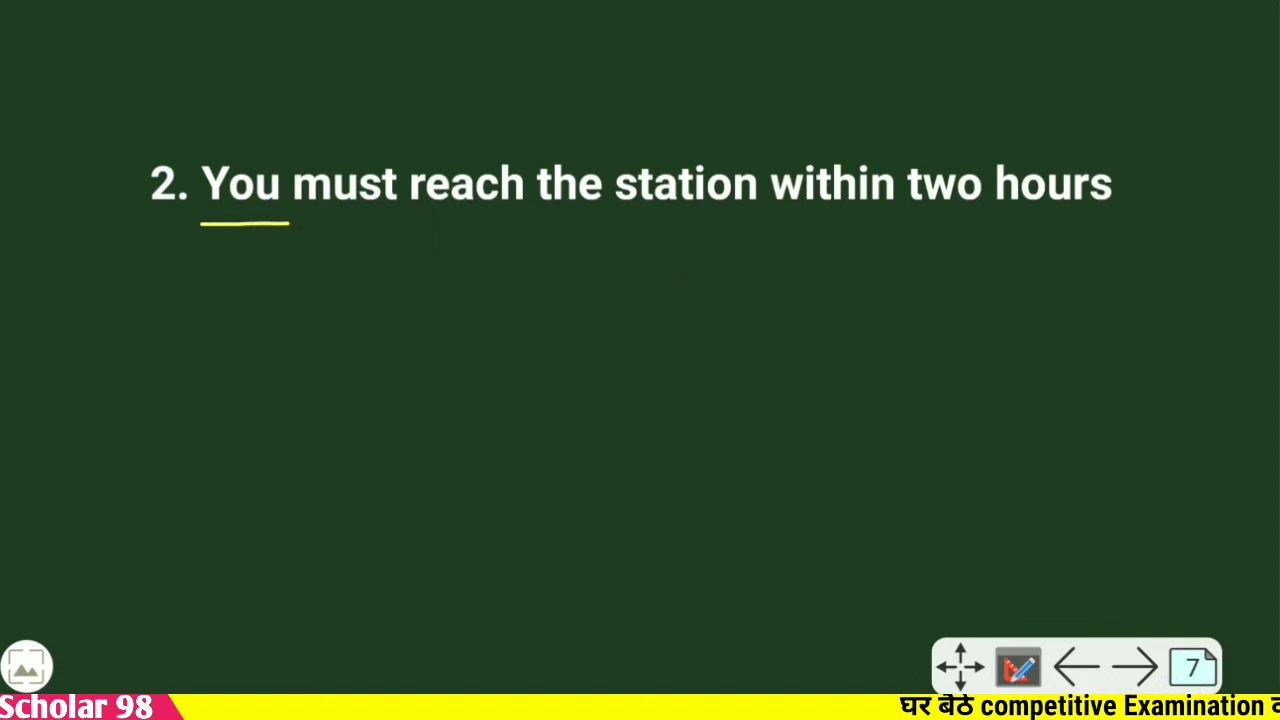 2. You must reach the station within two hours
7
Scholar 98
घर बैठे competitive Examination